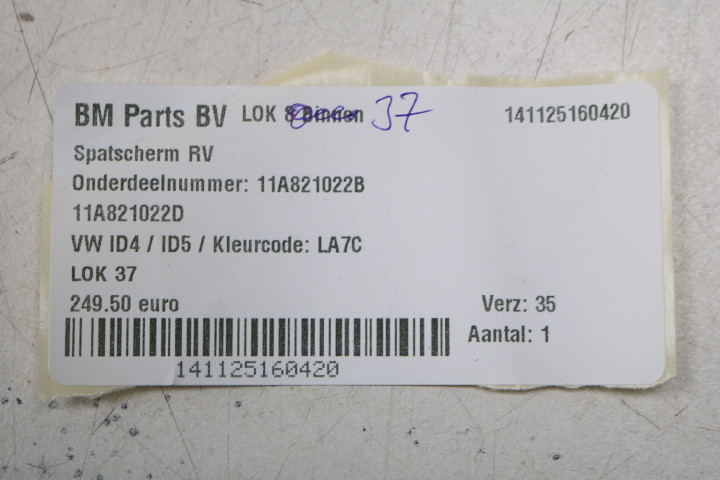 BM Parts BV LOK 8 Binnen 37 141125160420
Spatscherm RV
Onderdeelnummer: 11A821022B
11A821022D
VW ID4 / ID5 / Kleurcode: LA7C
LOK 37
249.50 euro Verz: 35
Aantal: 1
141125160420